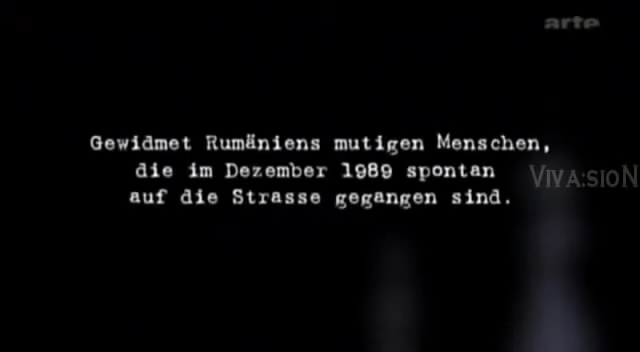 arte
Gewidmet Rumäniens mutigen Menschen,
die im Dezember 1989 spontan
auf die Strasse gegangen sind.
VIVA:SION